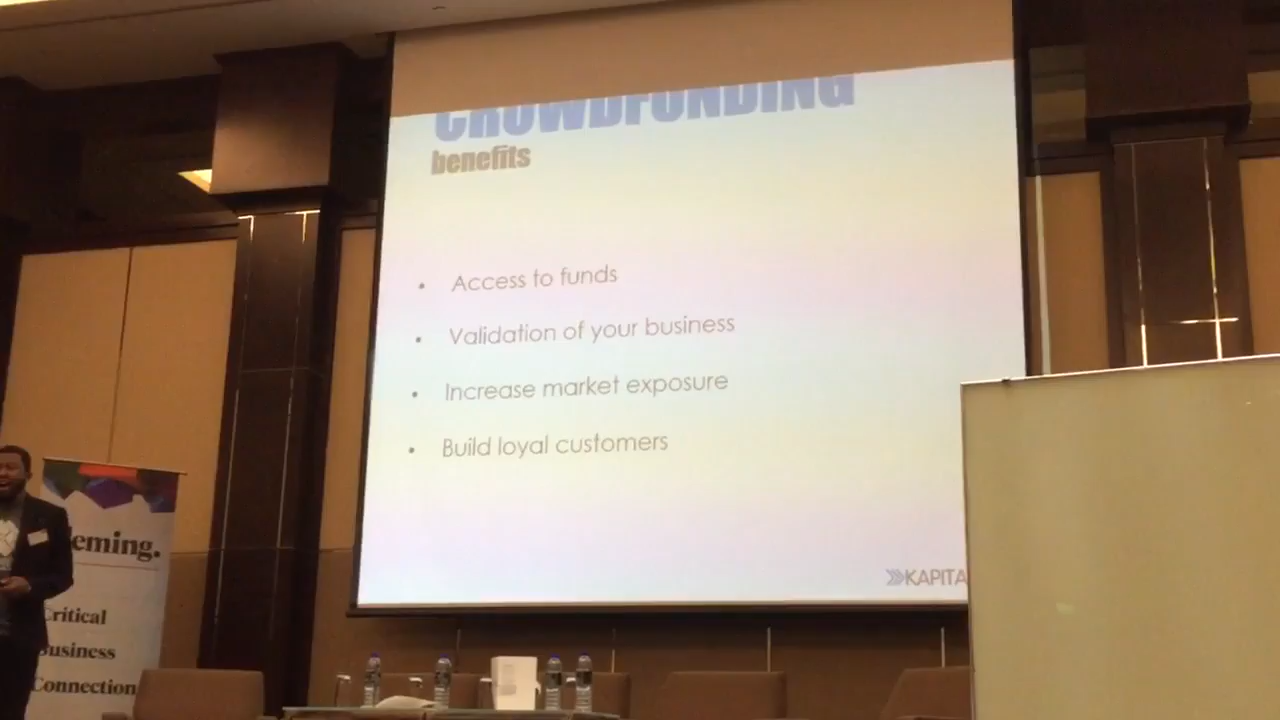 CROWDFUNDING
benefits
• Access to funds
• Validation of your business
• Increase market exposure
• Build loyal customers
KAPITA
leming.
Critical
Business
Connection